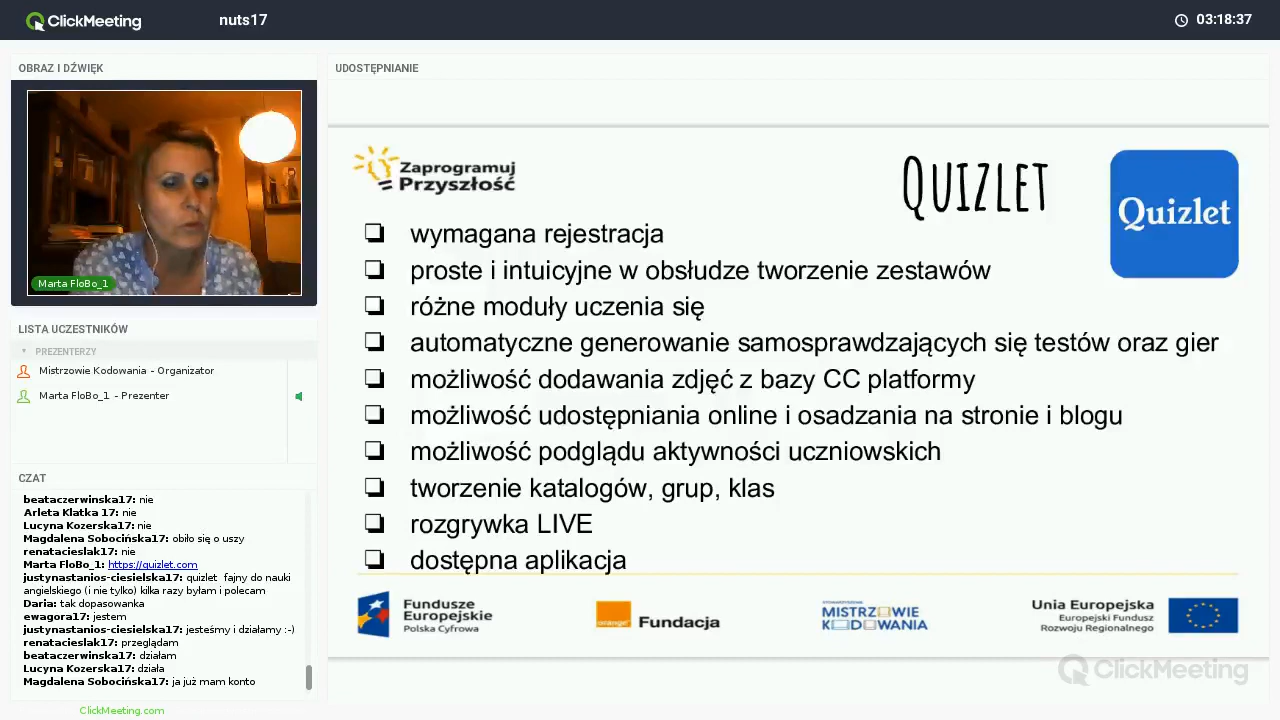 ClickMeeting
nuts17
03:18:37
OBRAZ I DŹWIĘK
Marta FloBo_1
LISTA UCZESTNIKÓW
PREZENTERZY
Mistrzowie Kodowania - Organizator
Marta FloBo_1 - Prezenter
CZAT
beataczerwinska17: nie
Arleta Klatka 17: nie
Lucyna Kozerska17: nie
Magdalena Sobocińska17: obiło się o uszy
renatacieslak17: nie
Marta FloBo_1: https://quizlet.com
justynastanios-ciesielska17: quizlet fajny do nauki
angielskiego (i nie tylko) kilka razy byłam i polecam
Daria: tak dopasowanka
ewagora17: jestem
justynastanios-ciesielska17: jesteśmy i działamy :-)
renatacieslak17: przeglądam
beataczerwinska17: działam
Lucyna Kozerska17: działa
Magdalena Sobocińska17: ja już mam konto
ClickMeeting.com
UDOSTĘPNIANIE
Zaprogramuj
Przyszłość
QUIZLET
Quizlet
wymagana rejestracja
proste i intuicyjne w obsłudze tworzenie zestawów
różne moduły uczenia się
automatyczne generowanie samosprawdzających się testów oraz gier
możliwość dodawania zdjęć z bazy CC platformy
możliwość udostępniania online i osadzania na stronie i blogu
możliwość podglądu aktywności uczniowskich
tworzenie katalogów, grup, klas
rozgrywka LIVE
dostępna aplikacja
Fundusze
Europejskie
Polska Cyfrowa
orange
Fundacja
STOWARZYSZENIE
MISTRZOWIE
KODOWANIA
Unia Europejska
Europejski Fundusz
Rozwoju Regionalnego
ClickMeeting